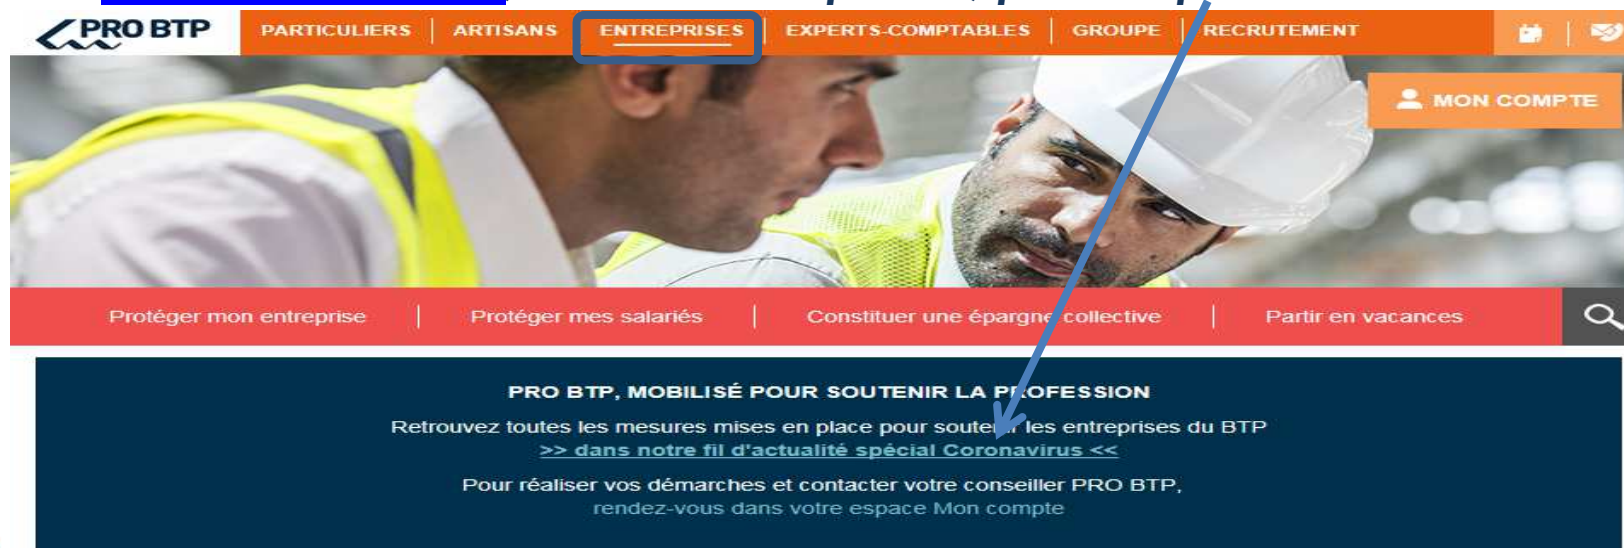 PRO BTP
PARTICULIERS
ARTISANS
ENTREPRISES
EXPERTS-COMPTABLES
GROUPE
RECRUTEMENT
MON COMPTE
Protéger mon entreprise
Protéger mes salariés
Constituer une épargne collective
Partir en vacances
PRO BTP, MOBILISÉ POUR SOUTENIR LA PROFESSION
Retrouvez toutes les mesures mises en place pour soutenir les entreprises du BTP
>> dans notre fil d'actualité spécial Coronavirus <<
Pour réaliser vos démarches et contacter votre conseiller PRO BTP,
rendez-vous dans votre espace Mon compte